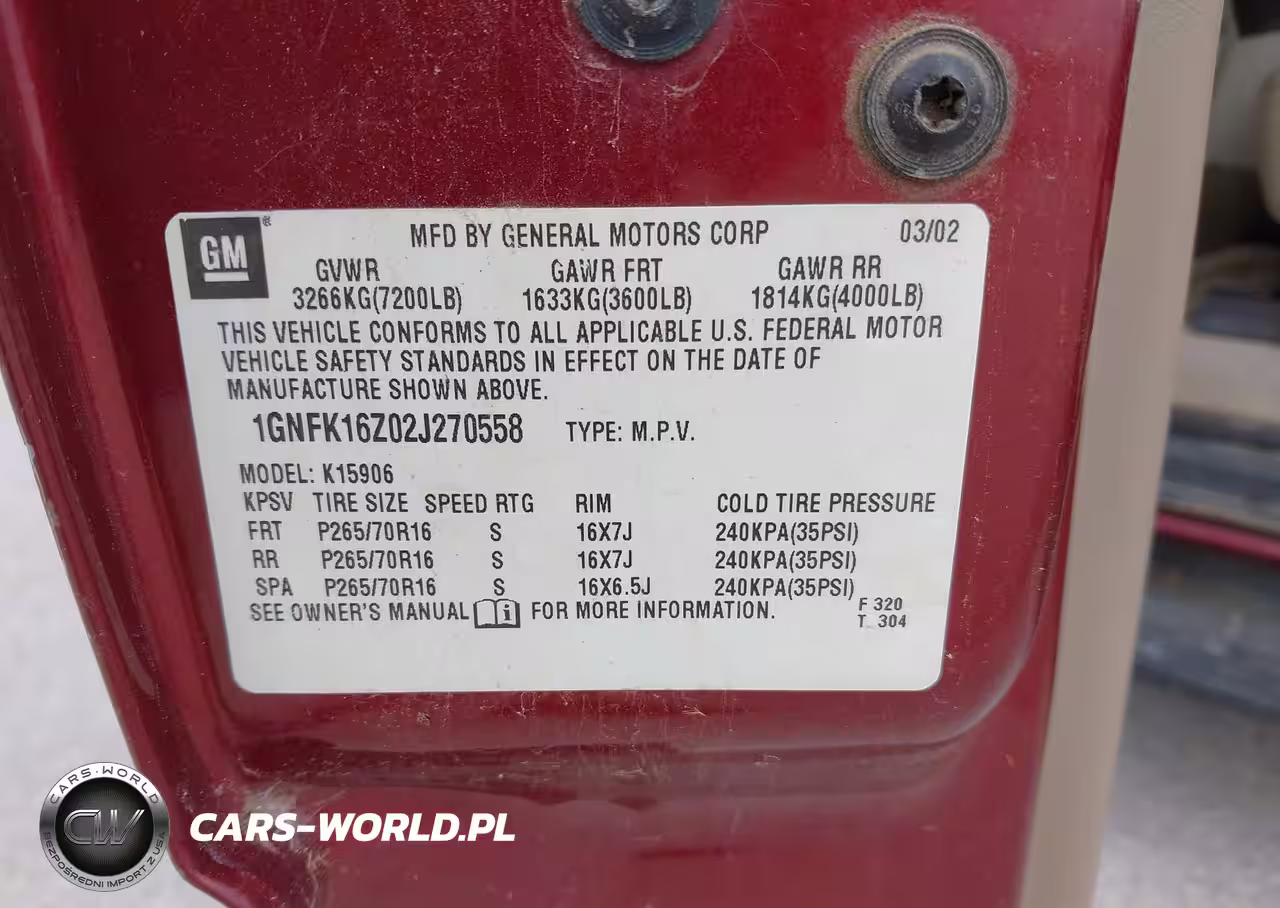 GM ®
MFD BY GENERAL MOTORS CORP 03/02
GVWR GAWR FRT GAWR RR
3266KG(7200LB) 1633KG(3600LB) 1814KG(4000LB)
THIS VEHICLE CONFORMS TO ALL APPLICABLE U.S. FEDERAL MOTOR
VEHICLE SAFETY STANDARDS IN EFFECT ON THE DATE OF
MANUFACTURE SHOWN ABOVE.
1GNFK16Z02J270558 TYPE: M.P.V.
MODEL: K15906
KPSV TIRE SIZE SPEED RTG RIM COLD TIRE PRESSURE
FRT P265/70R16 S 16X7J 240KPA(35PSI)
RR P265/70R16 S 16X7J 240KPA(35PSI)
SPA P265/70R16 S 16X6.5J 240KPA(35PSI)
SEE OWNER'S MANUAL i FOR MORE INFORMATION.
F 320
T 304
CARS-WORLD
CW
BEZPOŚREDNI IMPORT Z USA
CARS-WORLD.PL